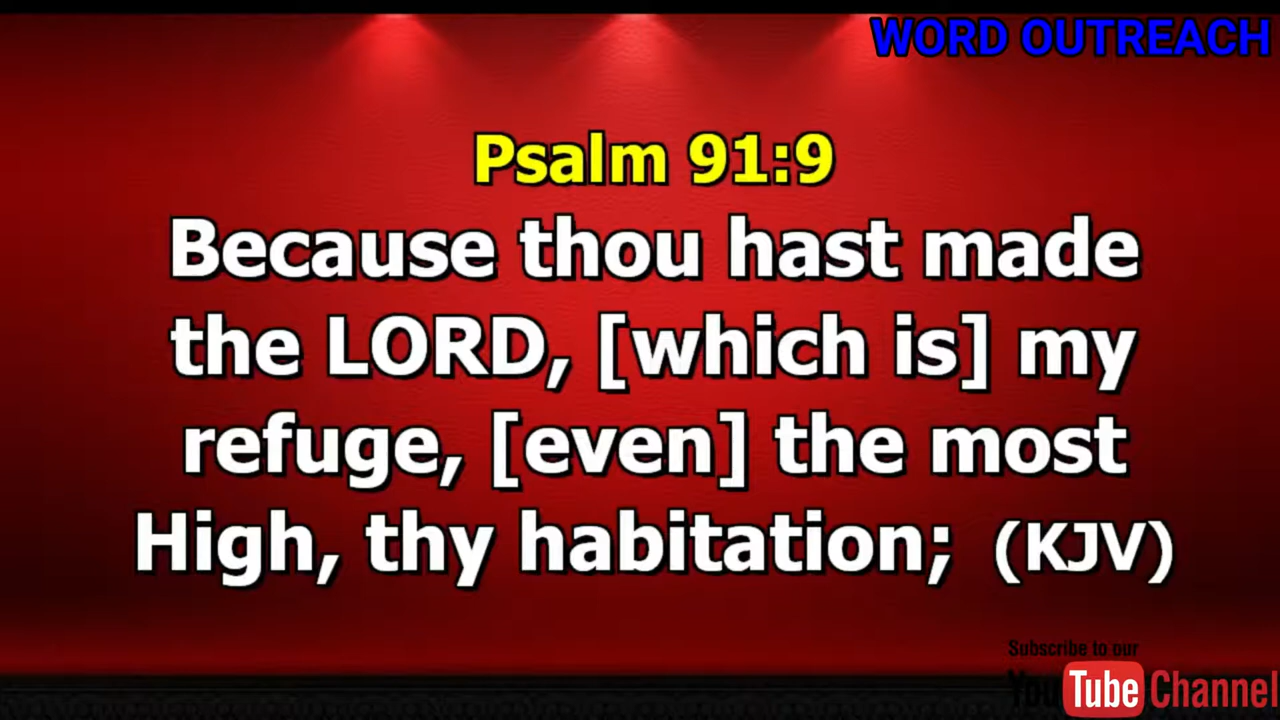 WORD OUTREACH
Psalm 91:9
Because thou hast made
the LORD, [which is] my
refuge, [even] the most
High, thy habitation; (KJV)
Subscribe to our
YouTube Channel